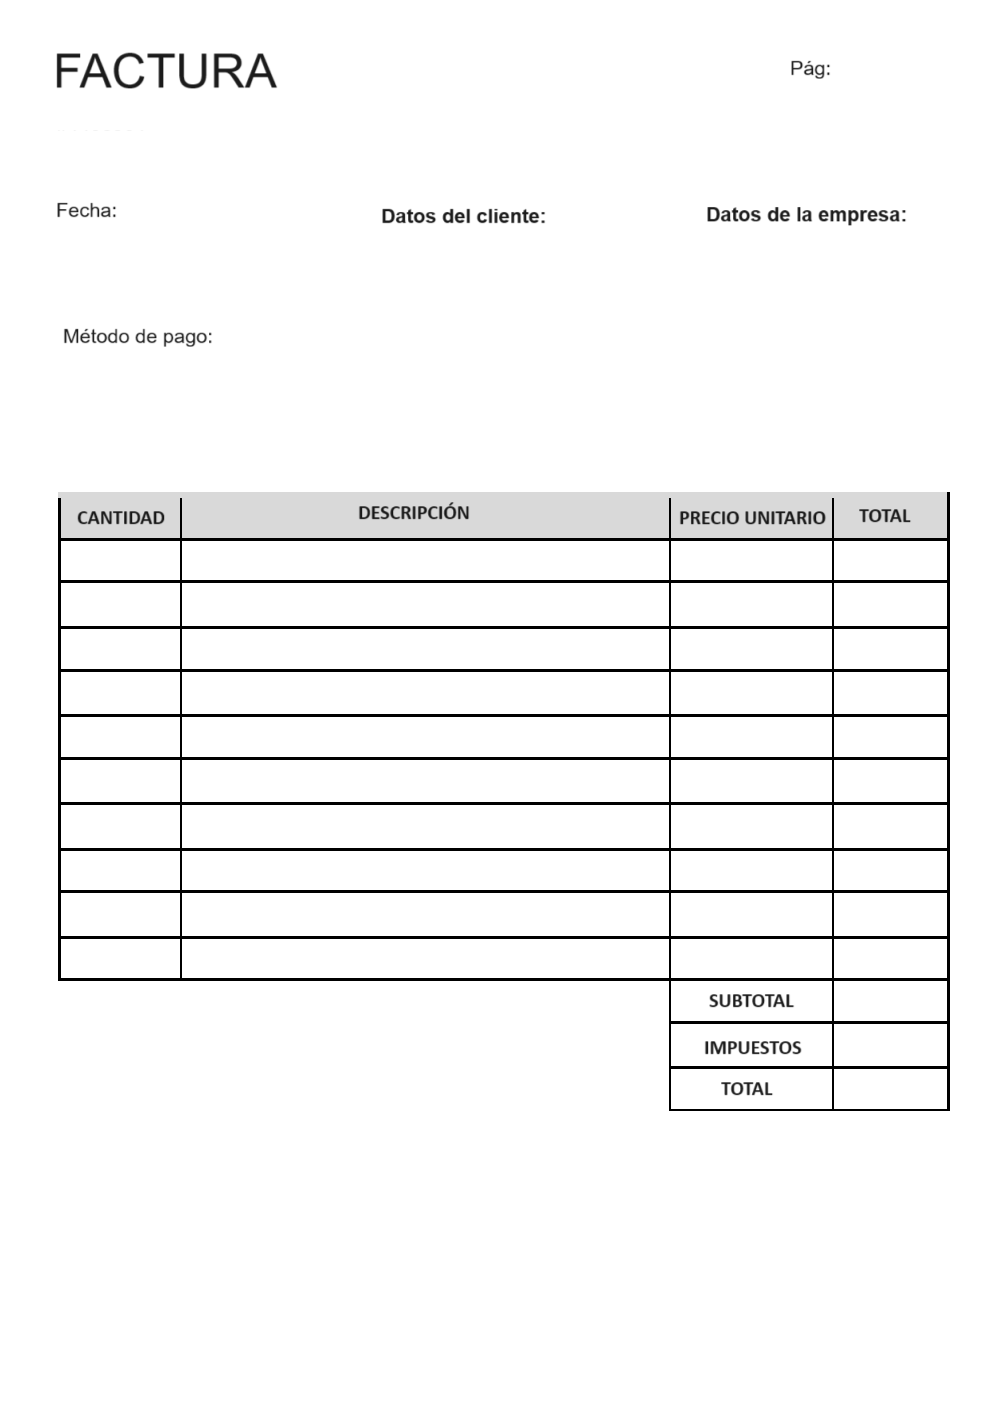 FACTURA
Pág:
Fecha:
Datos del cliente:
Datos de la empresa:
Método de pago:
CANTIDAD DESCRIPCIÓN PRECIO UNITARIO TOTAL
SUBTOTAL
IMPUESTOS
TOTAL